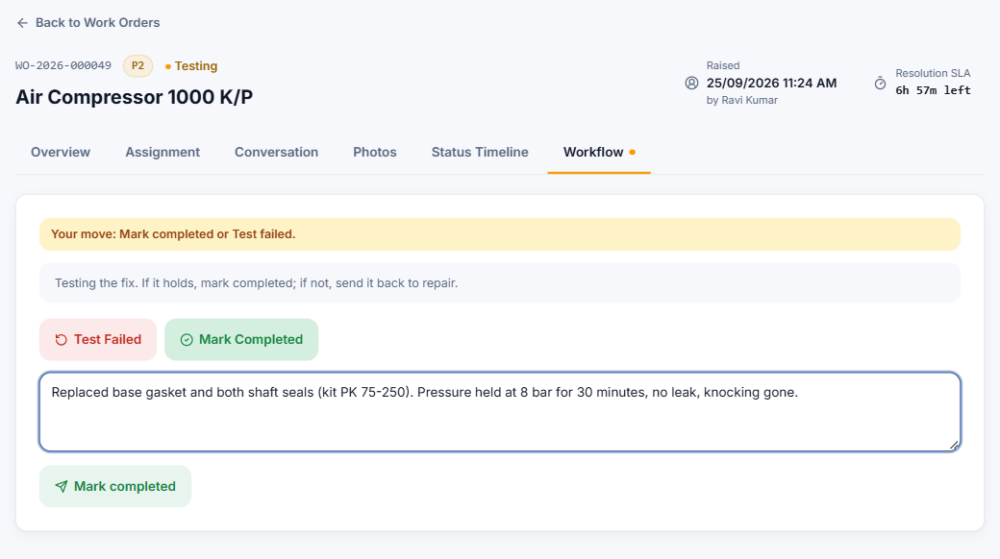 Back to Work Orders
WO-2026-000049 P2 Testing
Air Compressor 1000 K/P
Raised
25/09/2026 11:24 AM
by Ravi Kumar
Resolution SLA
6h 57m left
Overview Assignment Conversation Photos Status Timeline Workflow
Your move: Mark completed or Test failed.
Testing the fix. If it holds, mark completed; if not, send it back to repair.
Test Failed Mark Completed
Replaced base gasket and both shaft seals (kit PK 75-250). Pressure held at 8 bar for 30 minutes, no leak, knocking gone.
Mark completed